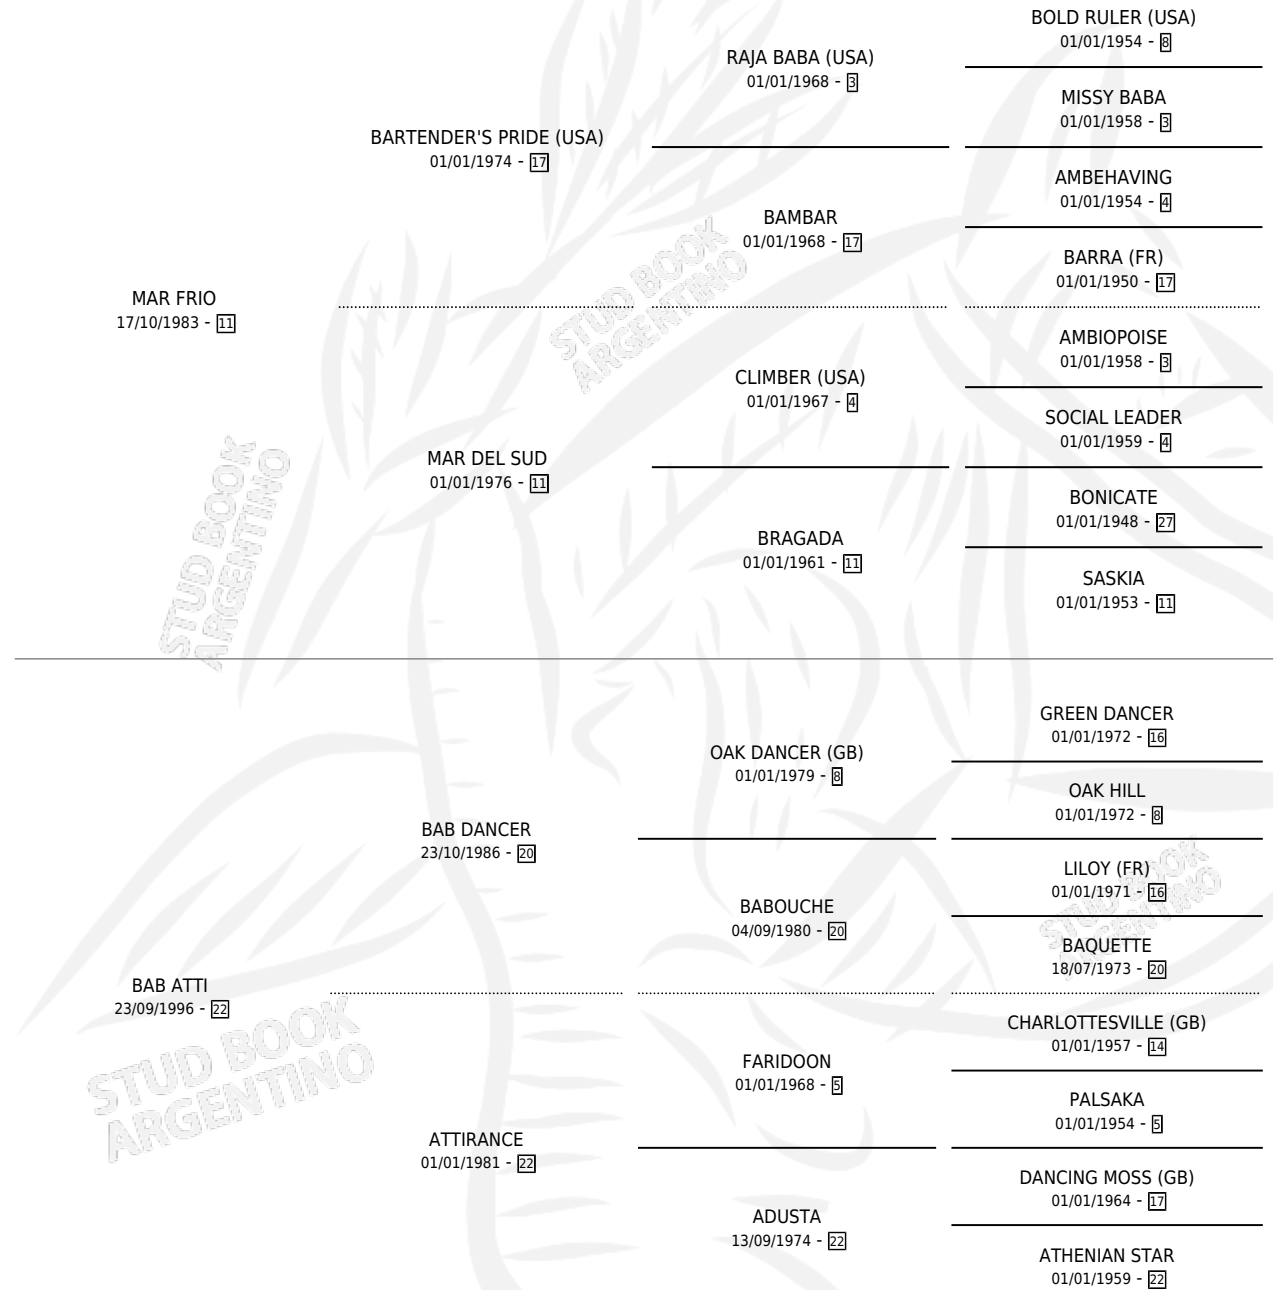 BOLD RULER (USA)
01/01/1954 - 8
RAJA BABA (USA)
01/01/1968 - 3
MISSY BABA
01/01/1958 - 3
BARTENDER'S PRIDE (USA)
01/01/1974 - 17
AMBEHAVING
01/01/1954 - 4
BAMBAR
01/01/1968 - 17
BARRA (FR)
01/01/1950 - 17
MAR FRIO
17/10/1983 - 11
AMBIOPOISE
01/01/1958 - 3
CLIMBER (USA)
01/01/1967 - 4
SOCIAL LEADER
01/01/1959 - 4
MAR DEL SUD
01/01/1976 - 11
BONICATE
01/01/1948 - 27
BRAGADA
01/01/1961 - 11
SASKIA
01/01/1953 - 11
STUD BOOK
ARGENTINO
STUD BOOK
ARGENTINO
GREEN DANCER
01/01/1972 - 16
OAK DANCER (GB)
01/01/1979 - 8
OAK HILL
01/01/1972 - 8
BAB DANCER
23/10/1986 - 20
LILOY (FR)
01/01/1971 - 16
BABOUCHE
04/09/1980 - 20
BAQUETTE
18/07/1973 - 20
BAB ATTI
23/09/1996 - 22
CHARLOTTESVILLE (GB)
01/01/1957 - 14
FARIDOON
01/01/1968 - 5
PALSAKA
01/01/1954 - 5
ATTIRANCE
01/01/1981 - 22
DANCING MOSS (GB)
01/01/1964 - 17
ADUSTA
13/09/1974 - 22
ATHENIAN STAR
01/01/1959 - 22
STUD BOOK
ARGENTINO
STUD BOOK
ARGENTINO